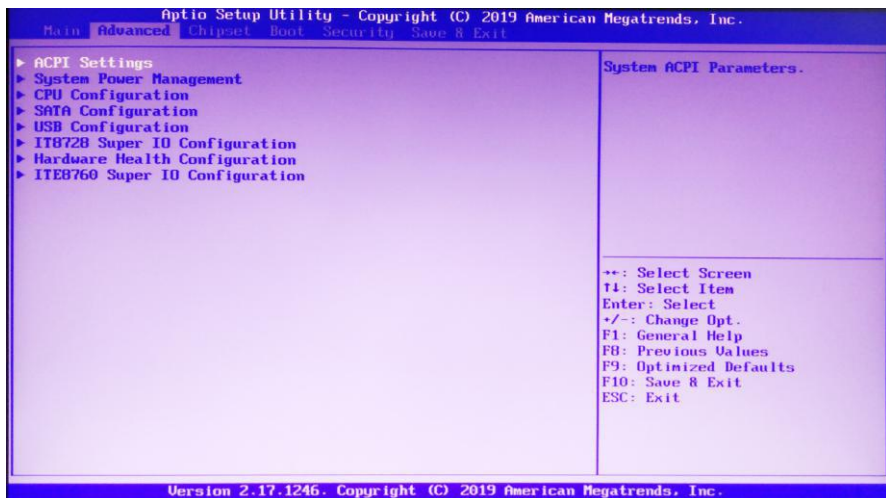 Aptio Setup Utility - Copyright (C) 2019 American Megatrends, Inc.
Main Advanced Chipset Boot Security Save & Exit
► ACPI Settings
► System Power Management
► CPU Configuration
► SATA Configuration
► USB Configuration
► IT8728 Super IO Configuration
► Hardware Health Configuration
► ITE8760 Super IO Configuration
System ACPI Parameters.
→←: Select Screen
↑↓: Select Item
Enter: Select
+/-: Change Opt.
F1: General Help
F8: Previous Values
F9: Optimized Defaults
F10: Save & Exit
ESC: Exit
Version 2.17.1246. Copyright (C) 2019 American Megatrends, Inc.